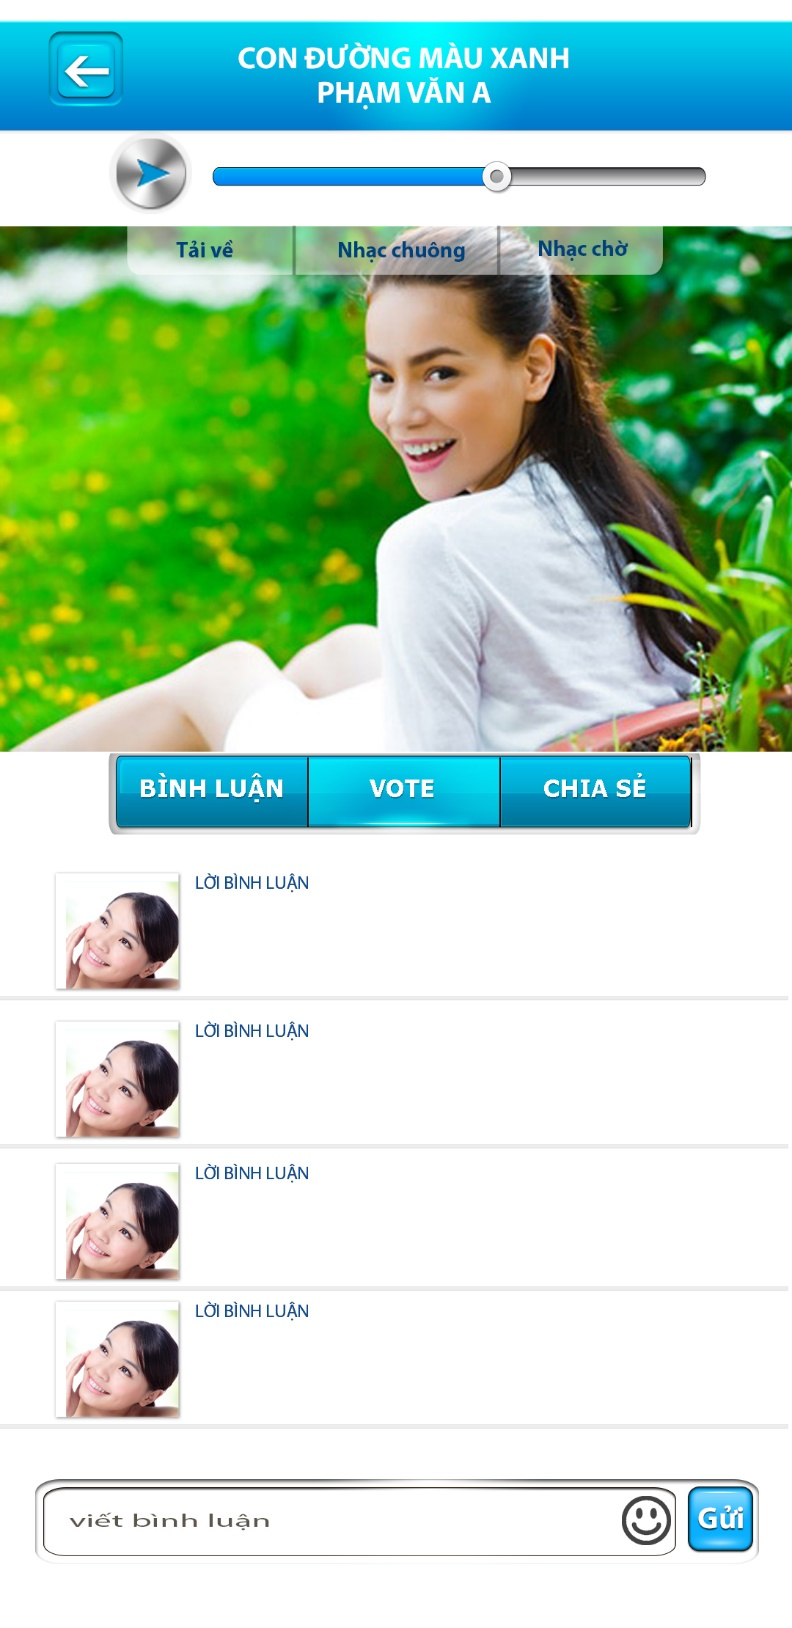 CON ĐƯỜNG MÀU XANH
PHẠM VĂN A
Tải về
Nhạc chuông
Nhạc chờ
BÌNH LUẬN
VOTE
CHIA SẺ
LỜI BÌNH LUẬN
LỜI BÌNH LUẬN
LỜI BÌNH LUẬN
LỜI BÌNH LUẬN
viết bình luận
Gửi